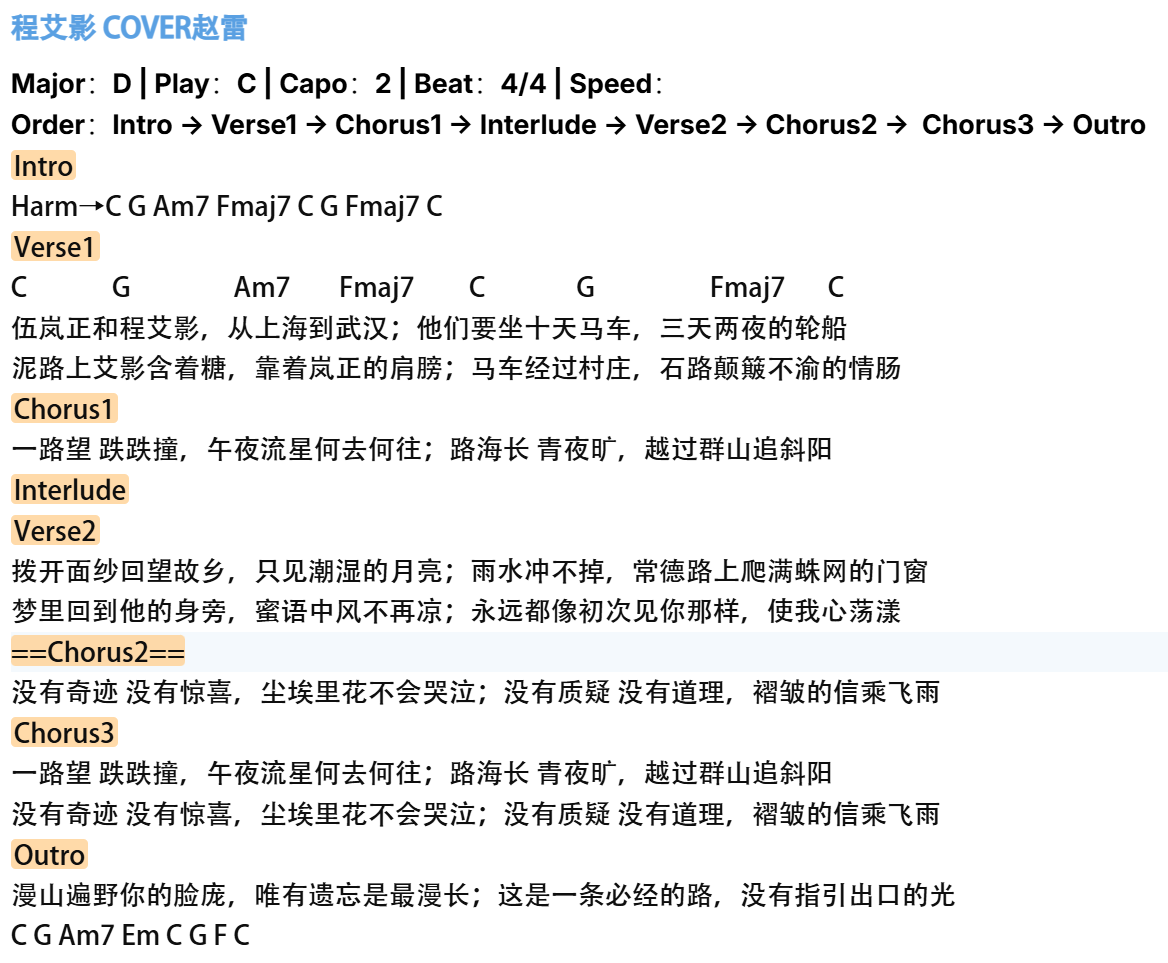 程艾影 COVER赵雷
Major：D | Play：C | Capo：2 | Beat：4/4 | Speed：
Order：Intro → Verse1 → Chorus1 → Interlude → Verse2 → Chorus2 → Chorus3 → Outro
Intro
Harm→C G Am7 Fmaj7 C G Fmaj7 C
Verse1
C G Am7 Fmaj7 C G Fmaj7 C
伍岚正和程艾影，从上海到武汉；他们要坐十天马车，三天两夜的轮船
泥路上艾影含着糖，靠着岚正的肩膀；马车经过村庄，石路颠簸不渝的情肠
Chorus1
一路望 跌跌撞，午夜流星何去何往；路海长 青夜旷，越过群山追斜阳
Interlude
Verse2
拨开面纱回望故乡，只见潮湿的月亮；雨水冲不掉，常德路上爬满蛛网的门窗
梦里回到他的身旁，蜜语中风不再凉；永远都像初次见你那样，使我心荡漾
==Chorus2==
没有奇迹 没有惊喜，尘埃里花不会哭泣；没有质疑 没有道理，褶皱的信乘飞雨
Chorus3
一路望 跌跌撞，午夜流星何去何往；路海长 青夜旷，越过群山追斜阳
没有奇迹 没有惊喜，尘埃里花不会哭泣；没有质疑 没有道理，褶皱的信乘飞雨
Outro
漫山遍野你的脸庞，唯有遗忘是最漫长；这是一条必经的路，没有指引出口的光
C G Am7 Em C G F C